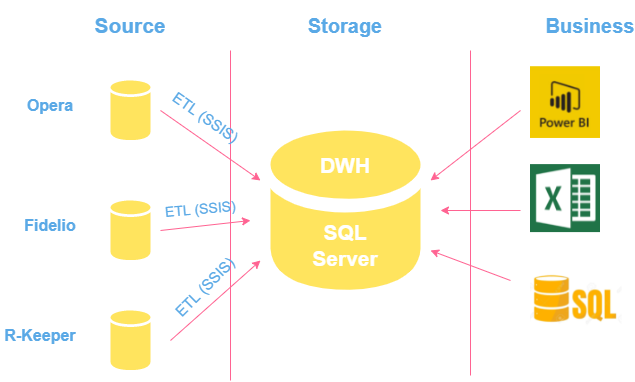 Source
Storage
Business
Opera
ETL (SSIS)
Power BI
DWH
X
Fidelio
ETL (SSIS)
SQL
Server
ETL (SSIS)
SQL
R-Keeper